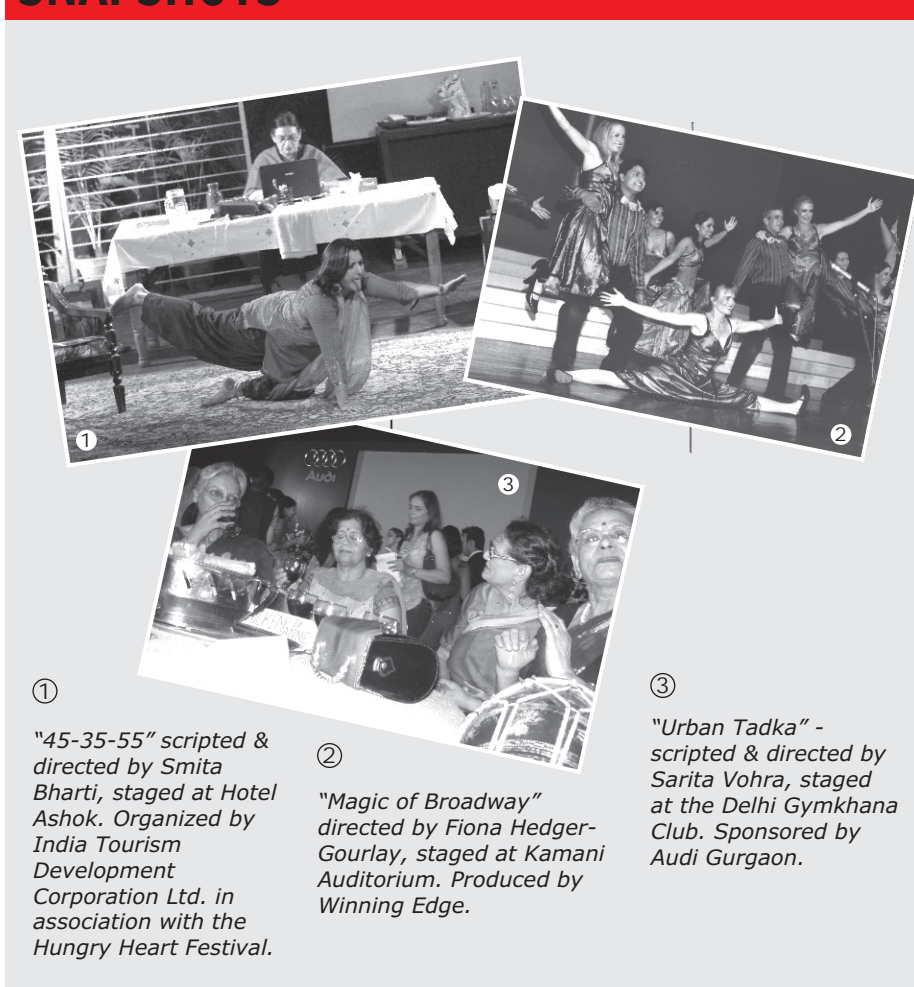 SNAPSHOTS
1
2
Audi
3
①
"45-35-55" scripted &
directed by Smita
Bharti, staged at Hotel
Ashok. Organized by
India Tourism
Development
Corporation Ltd. in
association with the
Hungry Heart Festival.
②
"Magic of Broadway"
directed by Fiona Hedger-
Gourlay, staged at Kamani
Auditorium. Produced by
Winning Edge.
③
"Urban Tadka" -
scripted & directed by
Sarita Vohra, staged
at the Delhi Gymkhana
Club. Sponsored by
Audi Gurgaon.